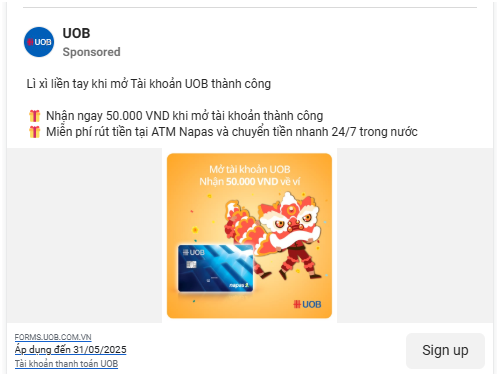 UOB
UOB
Sponsored
Lì xì liền tay khi mở Tài khoản UOB thành công
Nhận ngay 50.000 VND khi mở tài khoản thành công
Miễn phí rút tiền tại ATM Napas và chuyển tiền nhanh 24/7 trong nước
Mở tài khoản UOB
Nhận 50.000 VND về ví
UOB
napas
UOB
FORMS.UOB.COM.VN
Áp dụng đến 31/05/2025
Tài khoản thanh toán UOB
Sign up